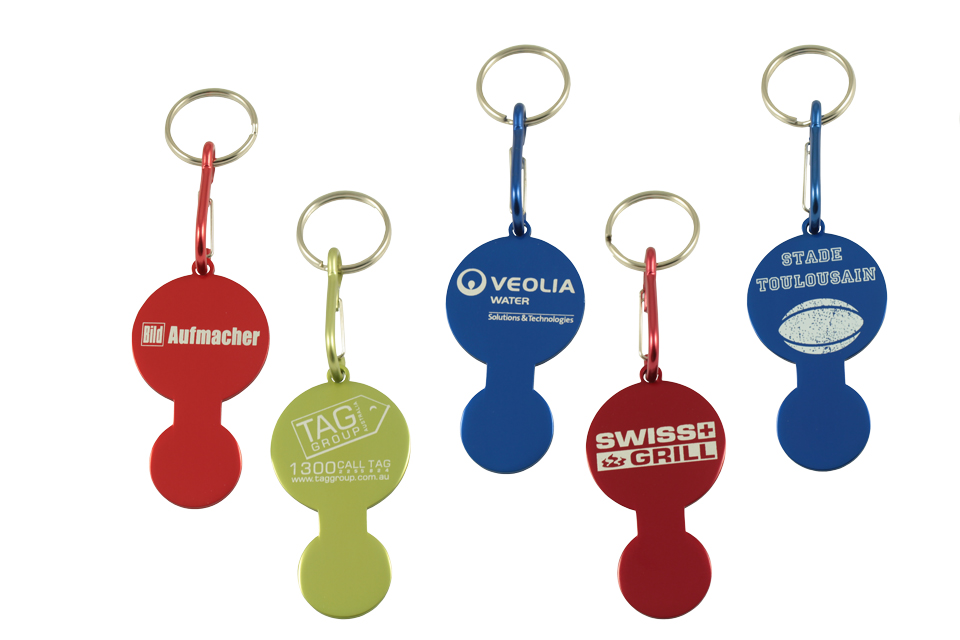 Bild Aufmacher
TAG
GROUP
1300 CALL TAG
www.taggroup.com.au
VEOLIA
WATER
Solutions & Technologies
SWISS
GRILL
STADE
TOULOUSAIN